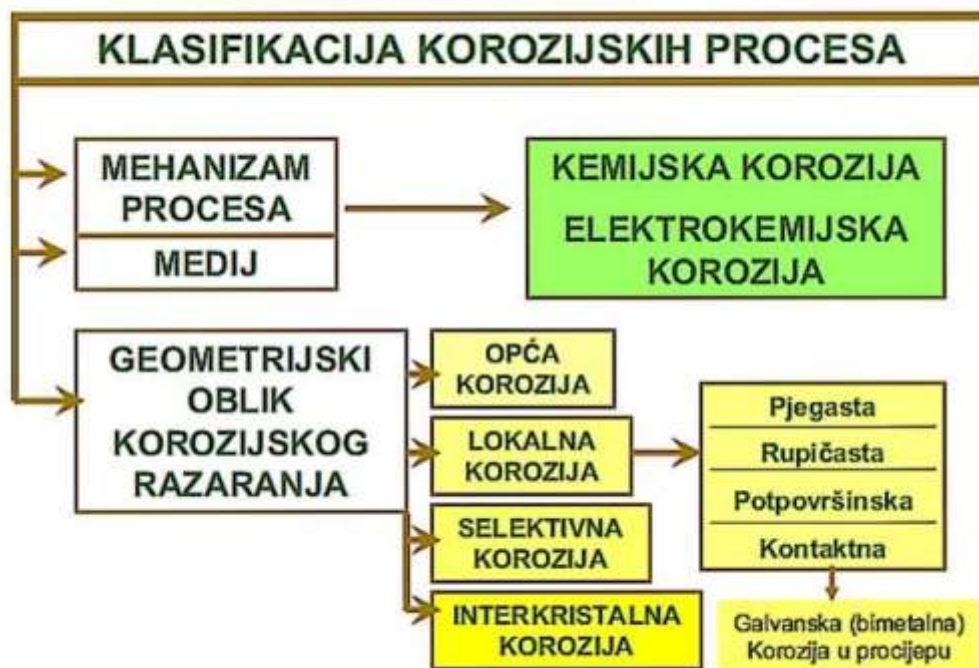 KLASIFIKACIJA KOROZIJSKIH PROCESA
MEHANIZAM
PROCESA
MEDIJ
KEMIJSKA KOROZIJA
ELEKTROKEMIJSKA
KOROZIJA
GEOMETRIJSKI
OBLIK
KOROZIJSKOG
RAZARANJA
OPĆA
KOROZIJA
LOKALNA
KOROZIJA
SELEKTIVNA
KOROZIJA
INTERKRISTALNA
KOROZIJA
Pjegasta
Rupičasta
Potpovršinska
Kontaktna
Galvanska (bimetalna)
Korozija u procijepu